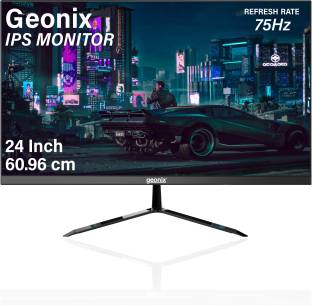 Geonix
IPS MONITOR
REFRESH RATE
75Hz
24 Inch
60.96 cm
geonix